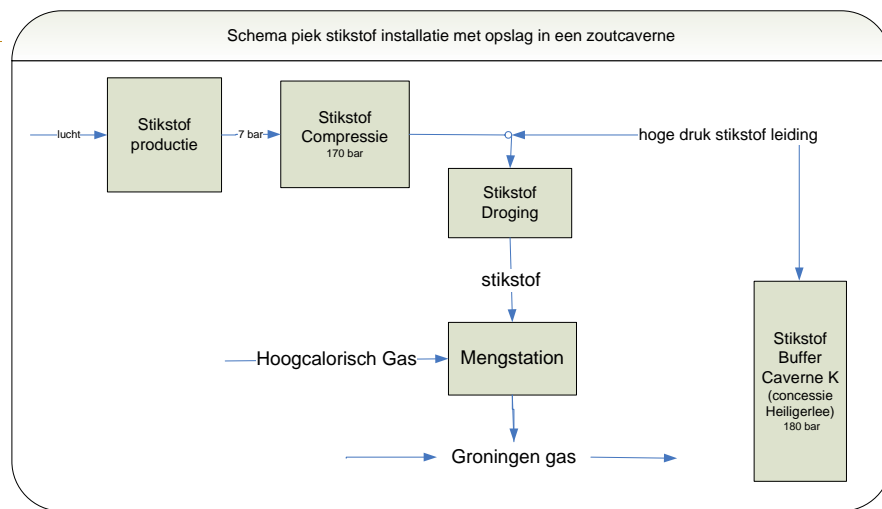 Schema piek stikstof installatie met opslag in een zoutcaverne
lucht
Stikstof
productie
7 bar
Stikstof
Compressie
170 bar
hoge druk stikstof leiding
Stikstof
Droging
stikstof
Hoogcalorisch Gas
Mengstation
Stikstof
Buffer
Caverne K
(concessie
Heiligerlee)
180 bar
Groningen gas